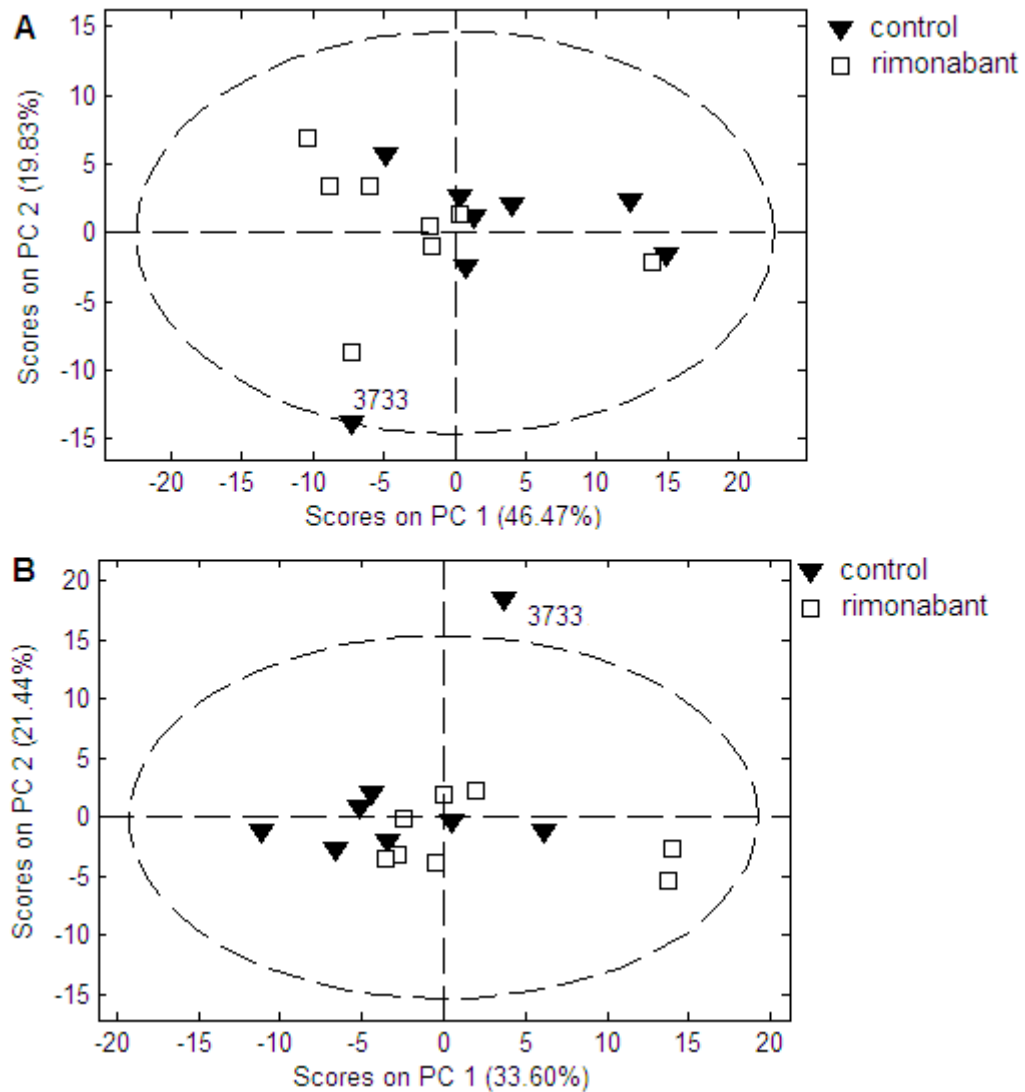 A
control
rimonabant
Scores on PC 2 (19.83%)
15
10
5
0
-5
-10
-15
3733
-20 -15 -10 -5 0 5 10 15 20
Scores on PC 1 (46.47%)
B
control
rimonabant
Scores on PC 2 (21.44%)
20
15
10
5
0
-5
-10
-15
3733
-20 -15 -10 -5 0 5 10 15 20
Scores on PC 1 (33.60%)